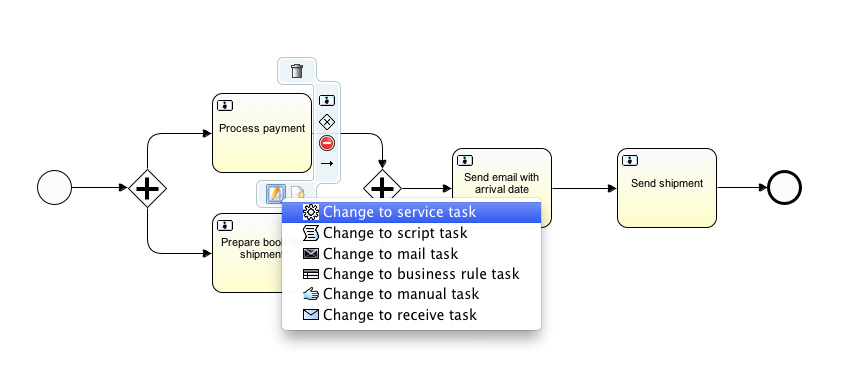 Process payment
Send email with
arrival date
Send shipment
Prepare boo
shipment
Change to service task
Change to script task
Change to mail task
Change to business rule task
Change to manual task
Change to receive task